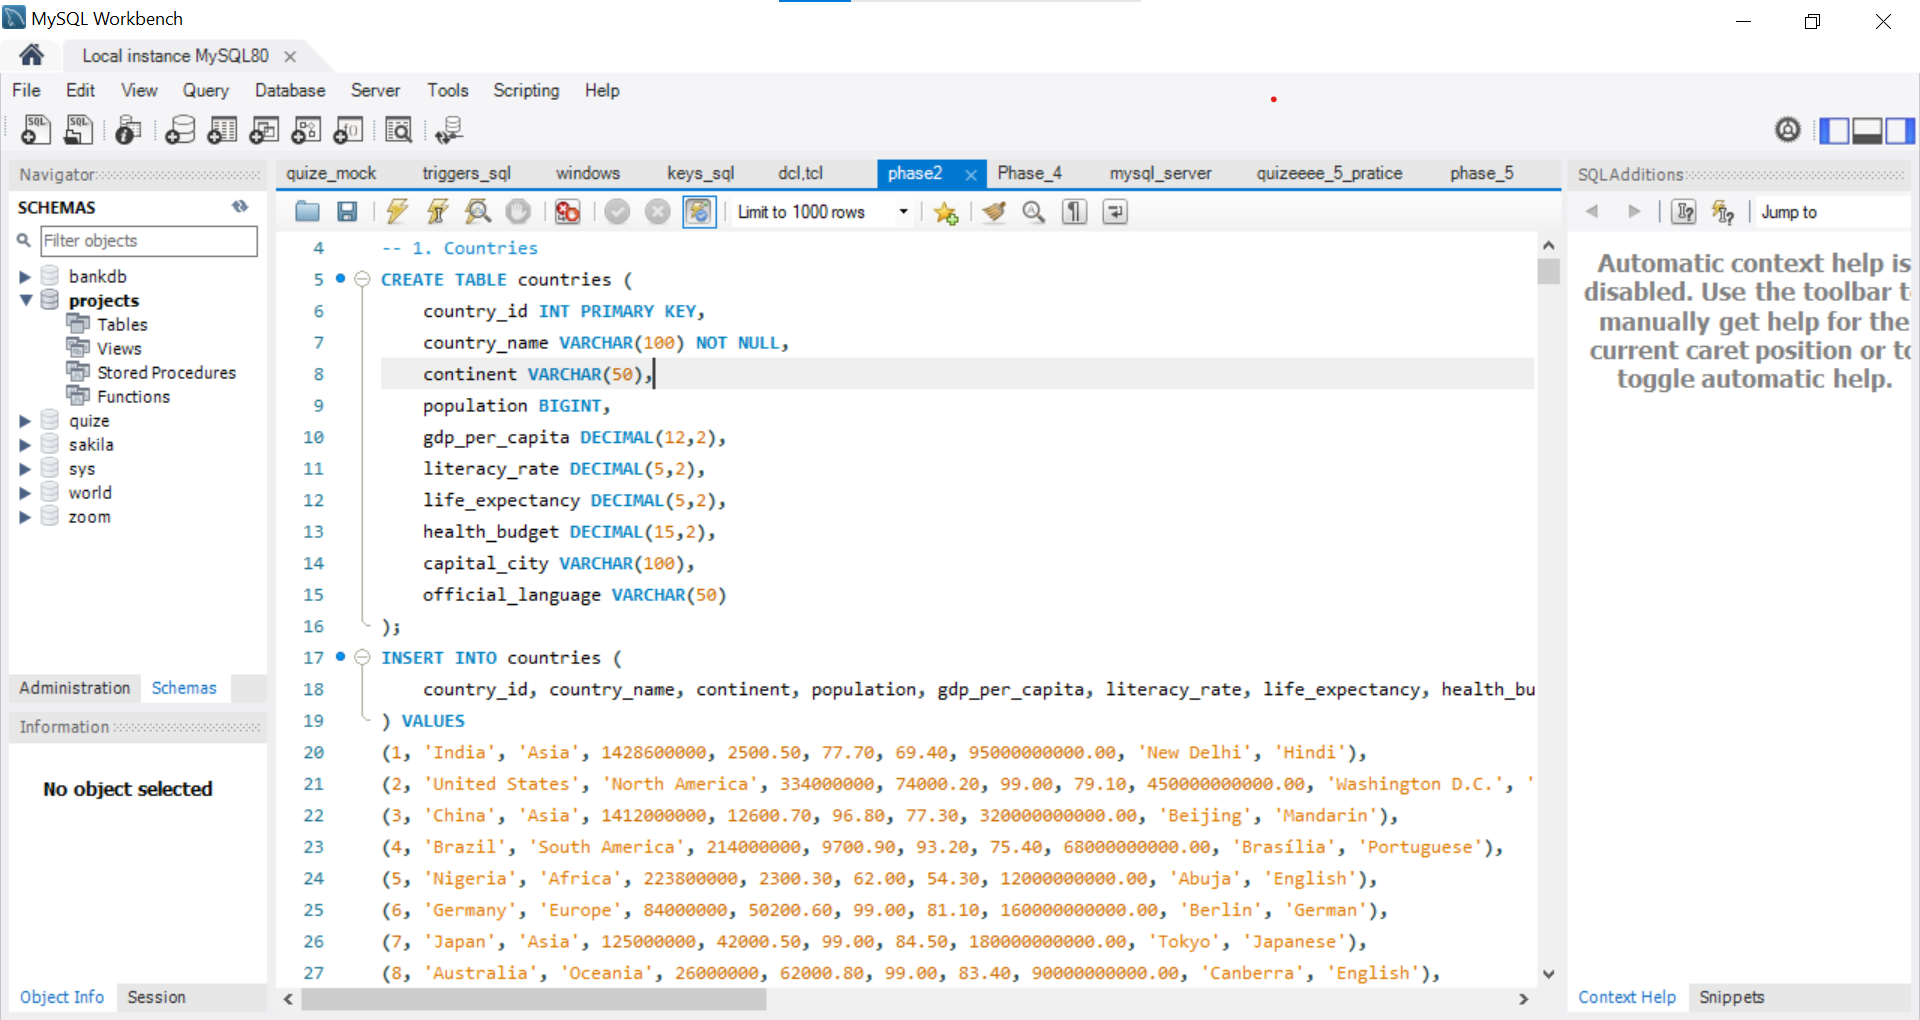 MySQL Workbench
Local instance MySQL80
File Edit View Query Database Server Tools Scripting Help
Navigator
SCHEMAS
Filter objects
bankdb
projects
Tables
Views
Stored Procedures
Functions
quize
sakila
sys
world
zoom
Administration Schemas
Information
No object selected
Object Info Session
quize_mock triggers_sql windows keys_sql dcl,tcl phase2 Phase_4 mysql_server quizeeee_5_pratice phase_5
Limit to 1000 rows
4 -- 1. Countries
5 CREATE TABLE countries (
6 country_id INT PRIMARY KEY,
7 country_name VARCHAR(100) NOT NULL,
8 continent VARCHAR(50),
9 population BIGINT,
10 gdp_per_capita DECIMAL(12,2),
11 literacy_rate DECIMAL(5,2),
12 life_expectancy DECIMAL(5,2),
13 health_budget DECIMAL(15,2),
14 capital_city VARCHAR(100),
15 official_language VARCHAR(50)
16 );
17 INSERT INTO countries (
18 country_id, country_name, continent, population, gdp_per_capita, literacy_rate, life_expectancy, health_bu
19 ) VALUES
20 (1, 'India', 'Asia', 1428600000, 2500.50, 77.70, 69.40, 95000000000.00, 'New Delhi', 'Hindi'),
21 (2, 'United States', 'North America', 334000000, 74000.20, 99.00, 79.10, 450000000000.00, 'Washington D.C.', '
22 (3, 'China', 'Asia', 1412000000, 12600.70, 96.80, 77.30, 320000000000.00, 'Beijing', 'Mandarin'),
23 (4, 'Brazil', 'South America', 214000000, 9700.90, 93.20, 75.40, 68000000000.00, 'Brasília', 'Portuguese'),
24 (5, 'Nigeria', 'Africa', 223800000, 2300.30, 62.00, 54.30, 12000000000.00, 'Abuja', 'English'),
25 (6, 'Germany', 'Europe', 84000000, 50200.60, 99.00, 81.10, 160000000000.00, 'Berlin', 'German'),
26 (7, 'Japan', 'Asia', 125000000, 42000.50, 99.00, 84.50, 180000000000.00, 'Tokyo', 'Japanese'),
27 (8, 'Australia', 'Oceania', 26000000, 62000.80, 99.00, 83.40, 90000000000.00, 'Canberra', 'English'),
SQLAdditions
Jump to
Automatic context help is
disabled. Use the toolbar t
manually get help for the
current caret position or to
toggle automatic help.
Context Help Snippets